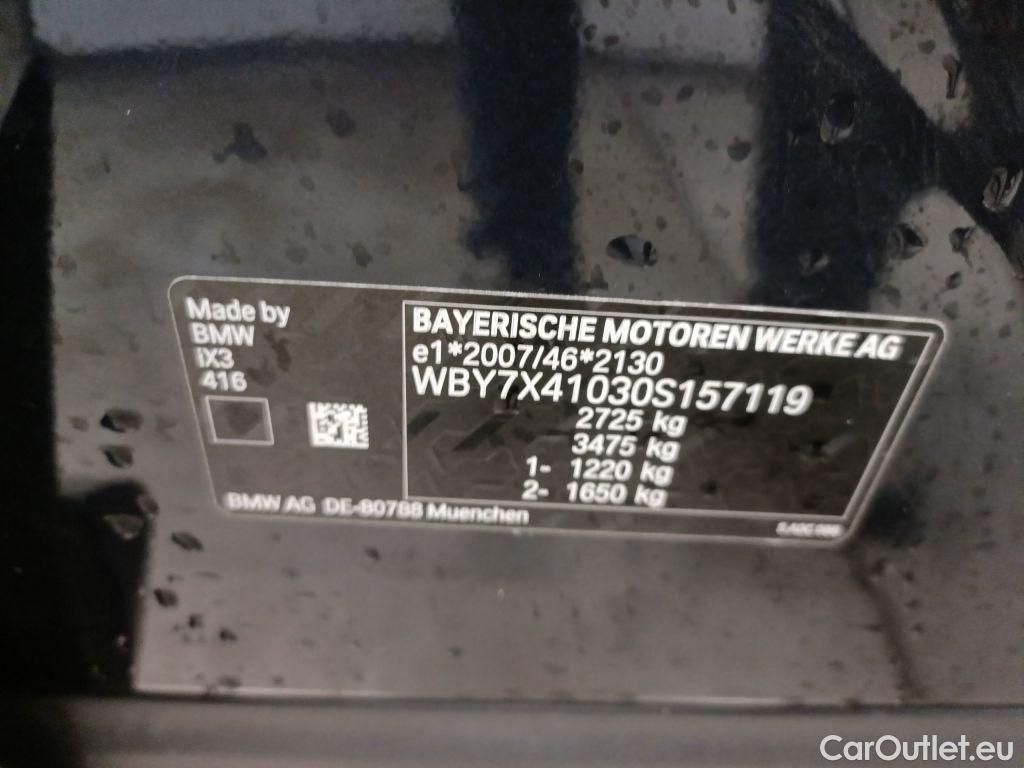 Made by
BMW
iX3
416
BAYERISCHE MOTOREN WERKE AG
e1*2007/46*2130
WBY7X41030S157119
2725 kg
3475 kg
1- 1220 kg
2- 1650 kg
BMW AG DE-80788 Muenchen
CarOutlet.eu